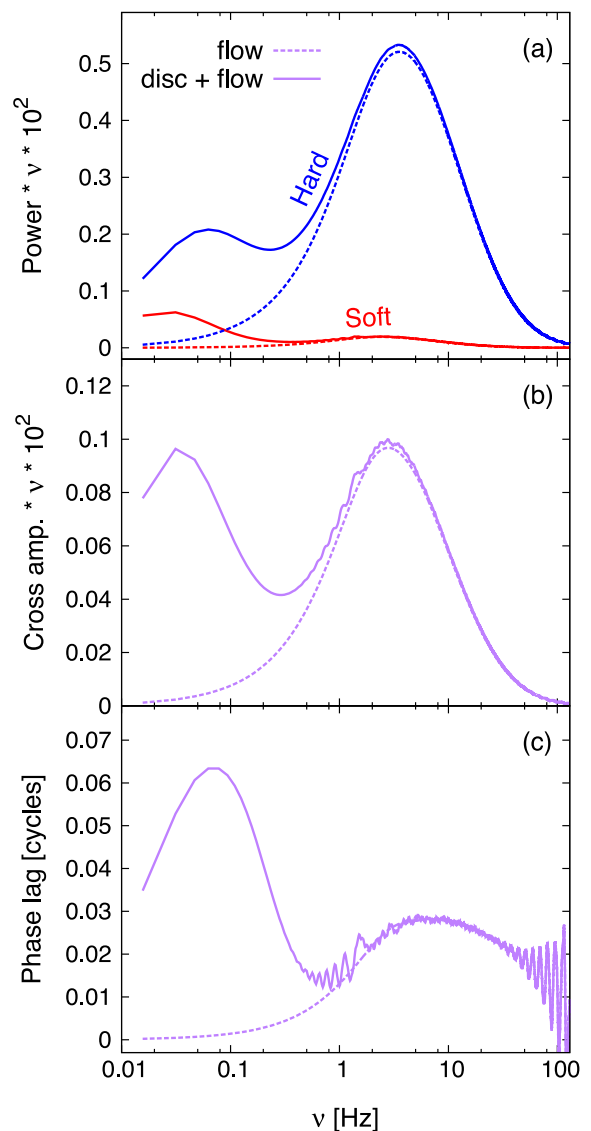 (a)
flow
disc + flow
Hard
Soft
Power * ν * 10²
0.5
0.4
0.3
0.2
0.1
0
(b)
Cross amp. * ν * 10²
0.12
0.1
0.08
0.06
0.04
0.02
0
(c)
Phase lag [cycles]
0.07
0.06
0.05
0.04
0.03
0.02
0.01
0
0.01 0.1 1 10 100
ν [Hz]